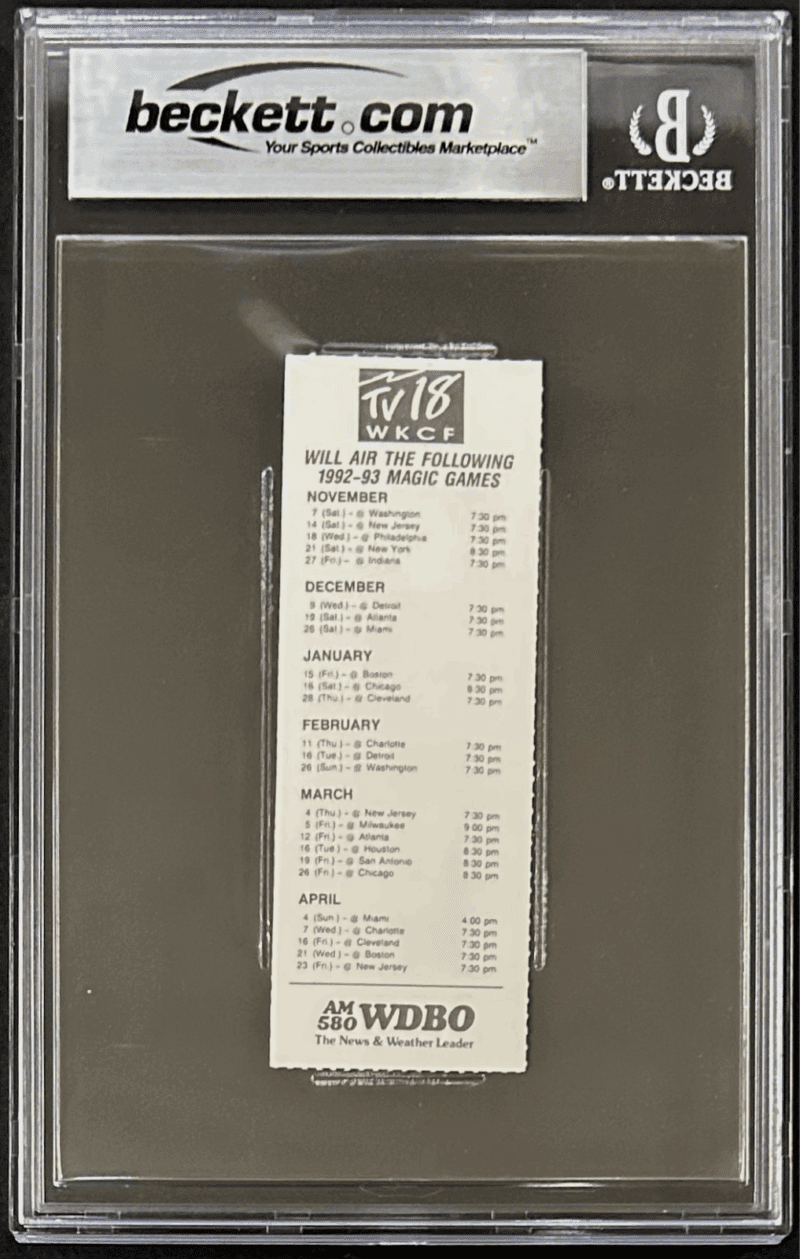 beckett.com
Your Sports Collectibles Marketplace™
B
BECKETT®
TV 18
WKCF
WILL AIR THE FOLLOWING
1992-93 MAGIC GAMES
NOVEMBER
7 (Sat.) - @ Washington 7:30 pm
14 (Sat.) - @ New Jersey 7:30 pm
18 (Wed.) - @ Philadelphia 7:30 pm
21 (Sat.) - @ New York 8:30 pm
27 (Fri.) - @ Indiana 7:30 pm
DECEMBER
9 (Wed.) - @ Detroit 7:30 pm
19 (Sat.) - @ Atlanta 7:30 pm
26 (Sat.) - @ Miami 7:30 pm
JANUARY
15 (Fri.) - @ Boston 7:30 pm
16 (Sat.) - @ Chicago 8:30 pm
28 (Thu.) - @ Cleveland 7:30 pm
FEBRUARY
11 (Thu.) - @ Charlotte 7:30 pm
16 (Tue.) - @ Detroit 7:30 pm
26 (Sun.) - @ Washington 7:30 pm
MARCH
4 (Thu.) - @ New Jersey 7:30 pm
5 (Fri.) - @ Milwaukee 9:00 pm
12 (Fri.) - @ Atlanta 7:30 pm
16 (Tue.) - @ Houston 8:30 pm
19 (Fri.) - @ San Antonio 8:30 pm
26 (Fri.) - @ Chicago 8:30 pm
APRIL
4 (Sun.) - @ Miami 4:00 pm
7 (Wed.) - @ Charlotte 7:30 pm
16 (Fri.) - @ Cleveland 7:30 pm
21 (Wed.) - @ Boston 7:30 pm
23 (Fri.) - @ New Jersey 7:30 pm
AM 580 WDBO
The News & Weather Leader